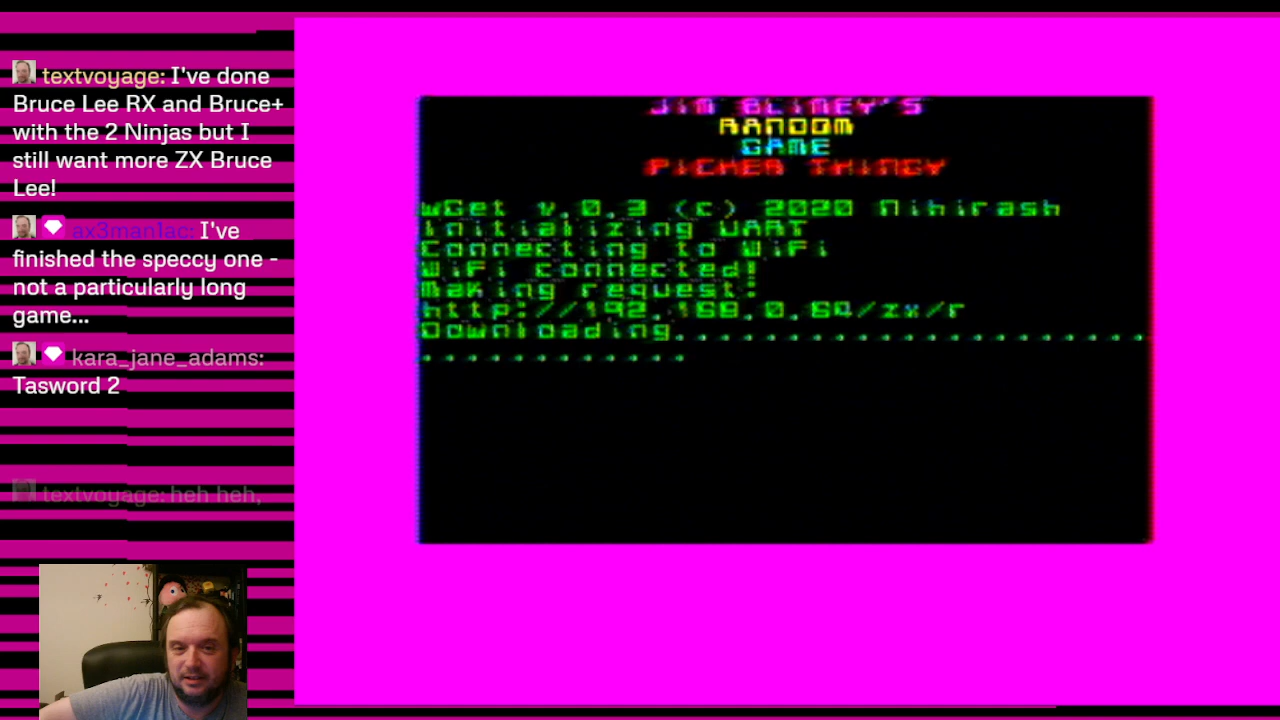 textvoyage: I've done
Bruce Lee RX and Bruce+
with the 2 Ninjas but I
still want more ZX Bruce
Lee!
ax3man1ac: I've
finished the speccy one -
not a particularly long
game...
kara_jane_adams:
Tasword 2
textvoyage: heh heh,
JIM BLIMEY'S
RANDOM
GAME
PICKER THINGY
wGet v.0.3 (c) 2020 Nihirash
Initializing UART
Connecting to WiFi
WiFi connected!
Making request:
http://192.168.0.64/zx/r
Downloading.......................
.............